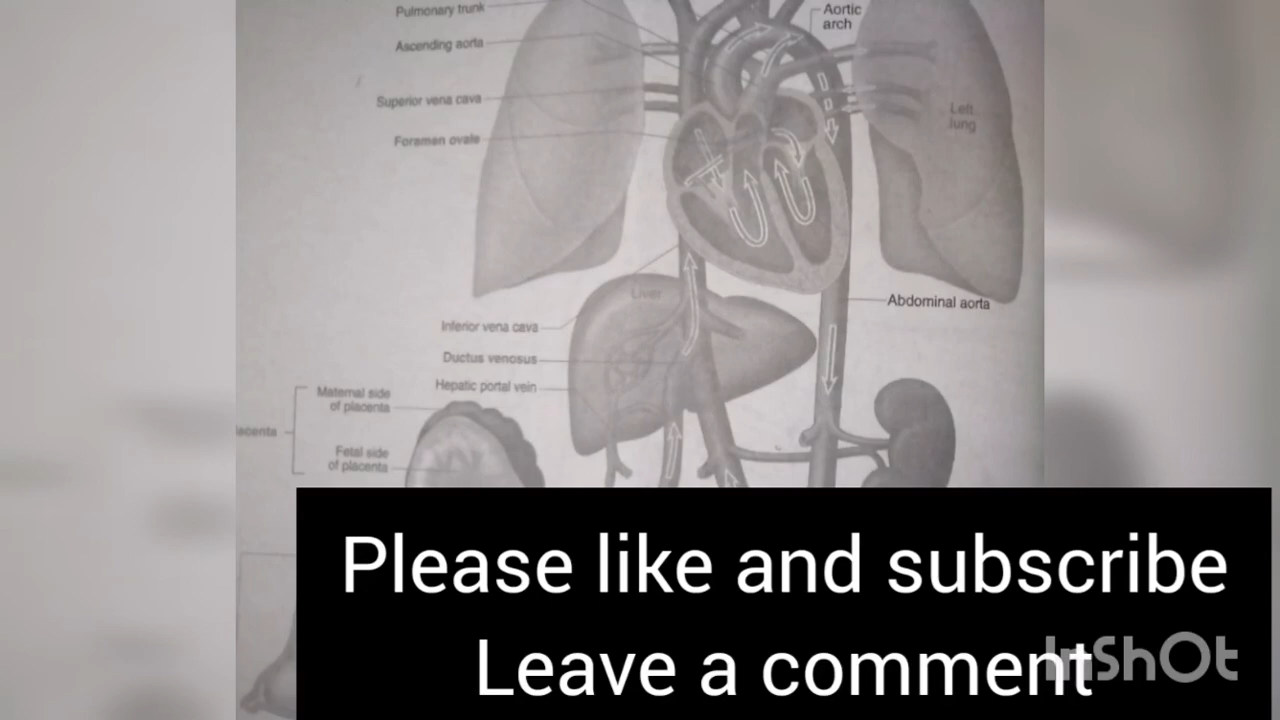 Pulmonary trunk
Aortic
arch
Ascending aorta
Superior vena cava
Left
lung
Foramen ovale
Liver
Abdominal aorta
Inferior vena cava
Ductus venosus
Hepatic portal vein
Maternal side
of placenta
lacenta
Fetal side
of placenta
Please like and subscribe
Leave a comment
InShOt